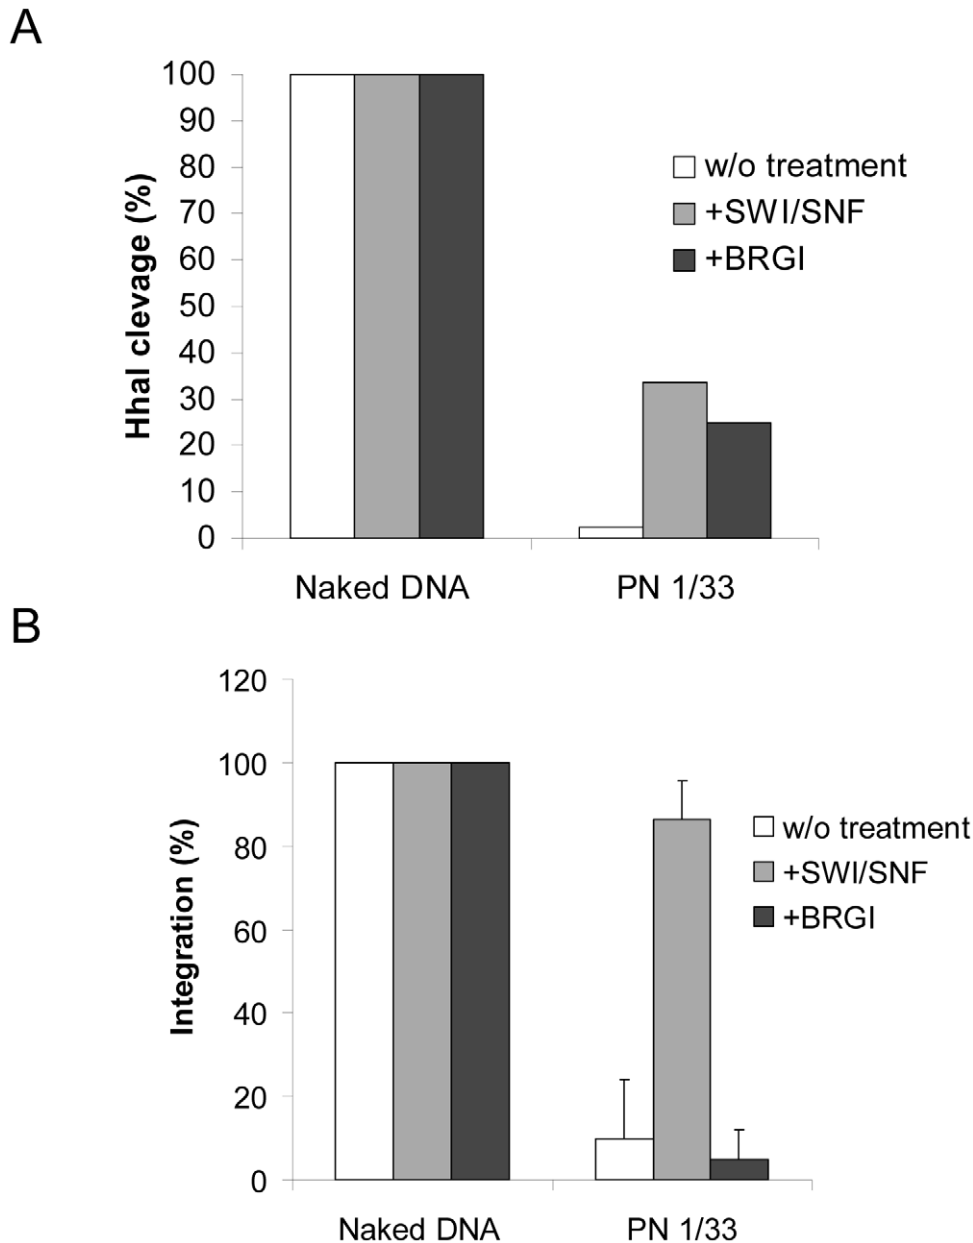 A
HhaI clevage (%)
100
90
80
70
60
50
40
30
20
10
0
w/o treatment
+SWI/SNF
+BRGI
Naked DNA
PN 1/33
B
Integration (%)
120
100
80
60
40
20
0
w/o treatment
+SWI/SNF
+BRGI
Naked DNA
PN 1/33